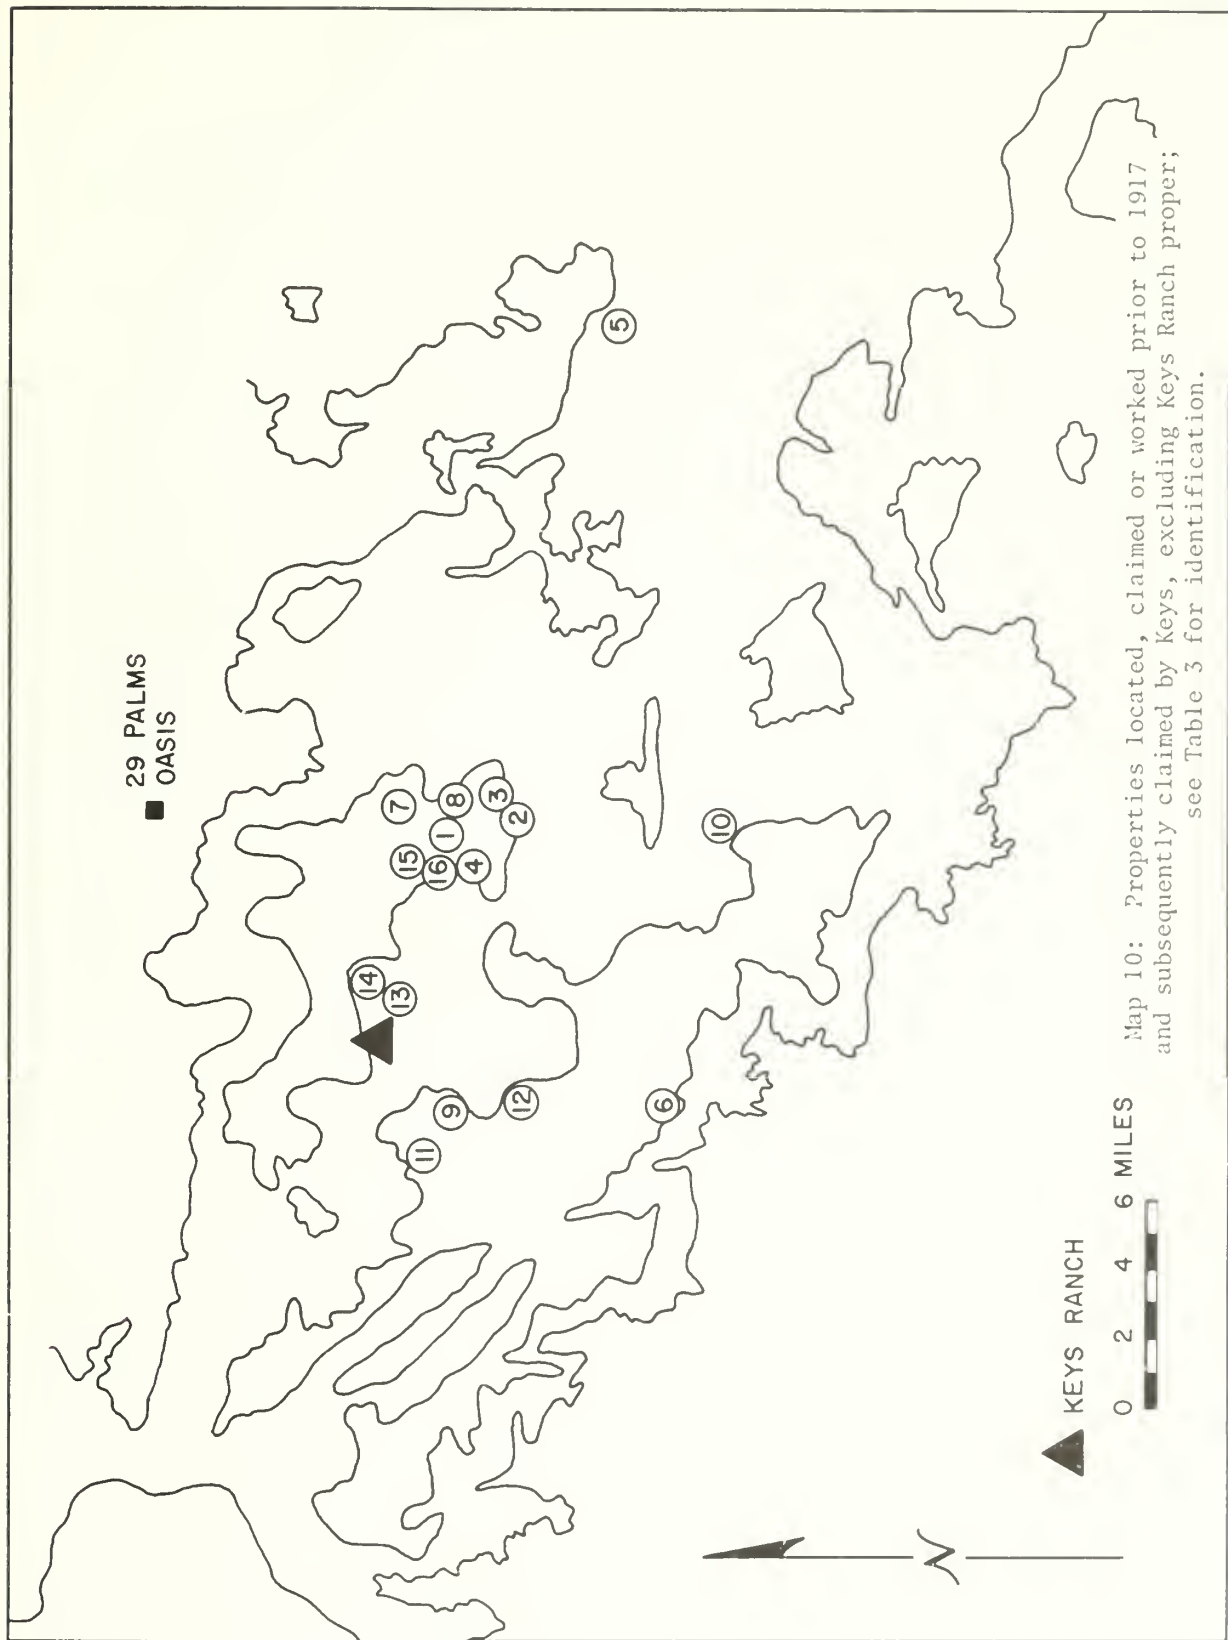 29 PALMS
OASIS
5
7
8
3
2
1
15
16
4
10
14
13
9
12
11
6
KEYS RANCH
0 2 4 6 MILES
N
Map 10: Properties located, claimed or worked prior to 1917
and subsequently claimed by Keys, excluding Keys Ranch proper;
see Table 3 for identification.